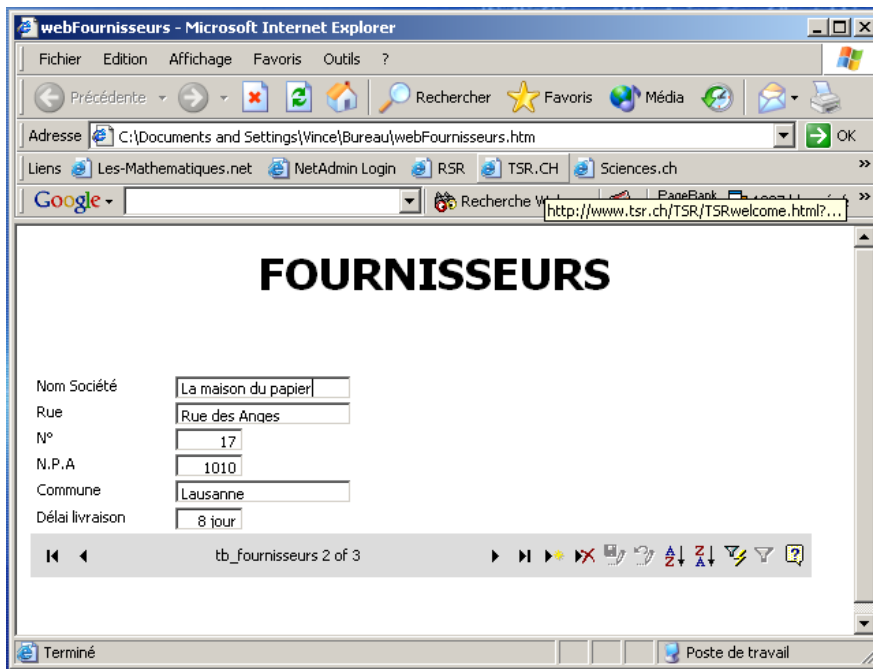 webFournisseurs - Microsoft Internet Explorer
Fichier Edition Affichage Favoris Outils ?
Précédente Rechercher Favoris Média
Adresse C:\Documents and Settings\Vince\Bureau\webFournisseurs.htm OK
Liens Les-Mathematiques.net NetAdmin Login RSR TSR.CH Sciences.ch »
Google Recherche PageRank »
http://www.tsr.ch/TSR/TSRwelcome.html?...
FOURNISSEURS
Nom Société La maison du papier
Rue Rue des Anges
N° 17
N.P.A 1010
Commune Lausanne
Délai livraison 8 jour
tb_fournisseurs 2 of 3
Terminé Poste de travail